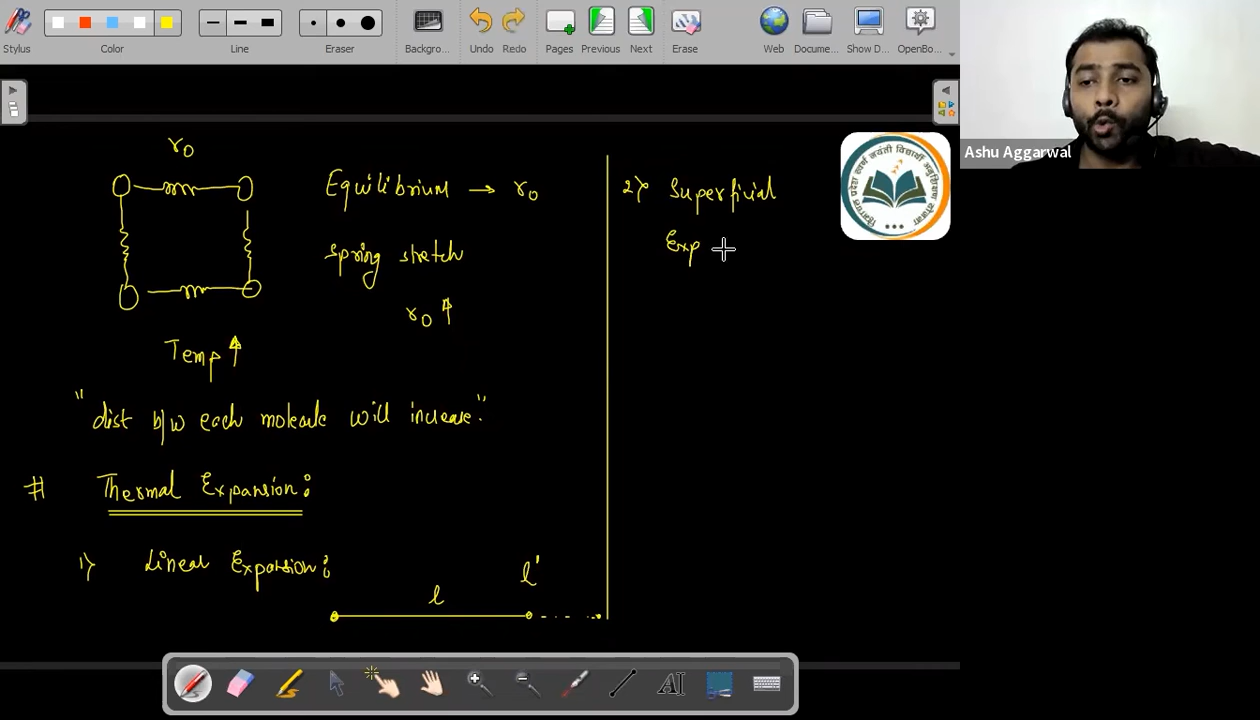 Stylus
Color
Line
Eraser
Backgro...
Undo
Redo
Pages
Previous
Next
Erase
Web
Docume...
Show D...
OpenBo...
Ashu Aggarwal
r₀
Equilibrium → r₀
spring stretch
r₀ ↑
Temp ↑
"dist b/w each molecule will increase."
# Thermal Expansion:
1) Linear Expansion:
l
l'
2) Superficial
Exp